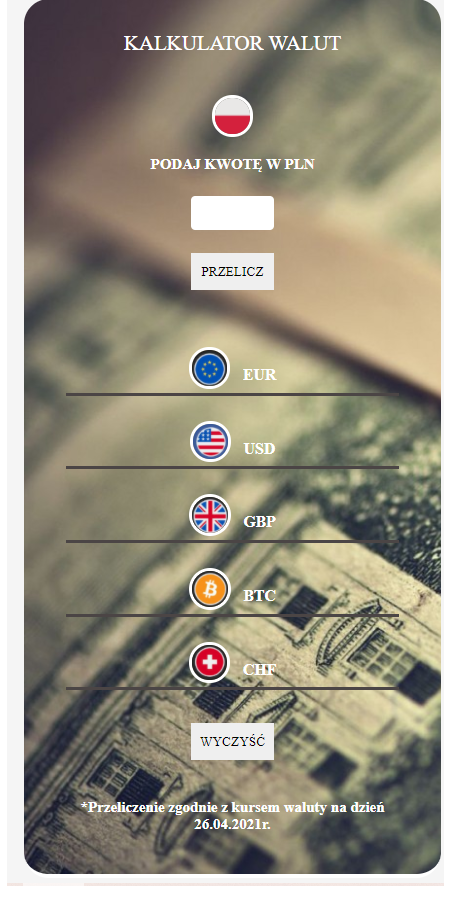 KALKULATOR WALUT
PODAJ KWOTĘ W PLN
PRZELICZ
EUR
USD
GBP
BTC
CHF
WYCZYŚĆ
*Przeliczenie zgodnie z kursem waluty na dzień
26.04.2021r.